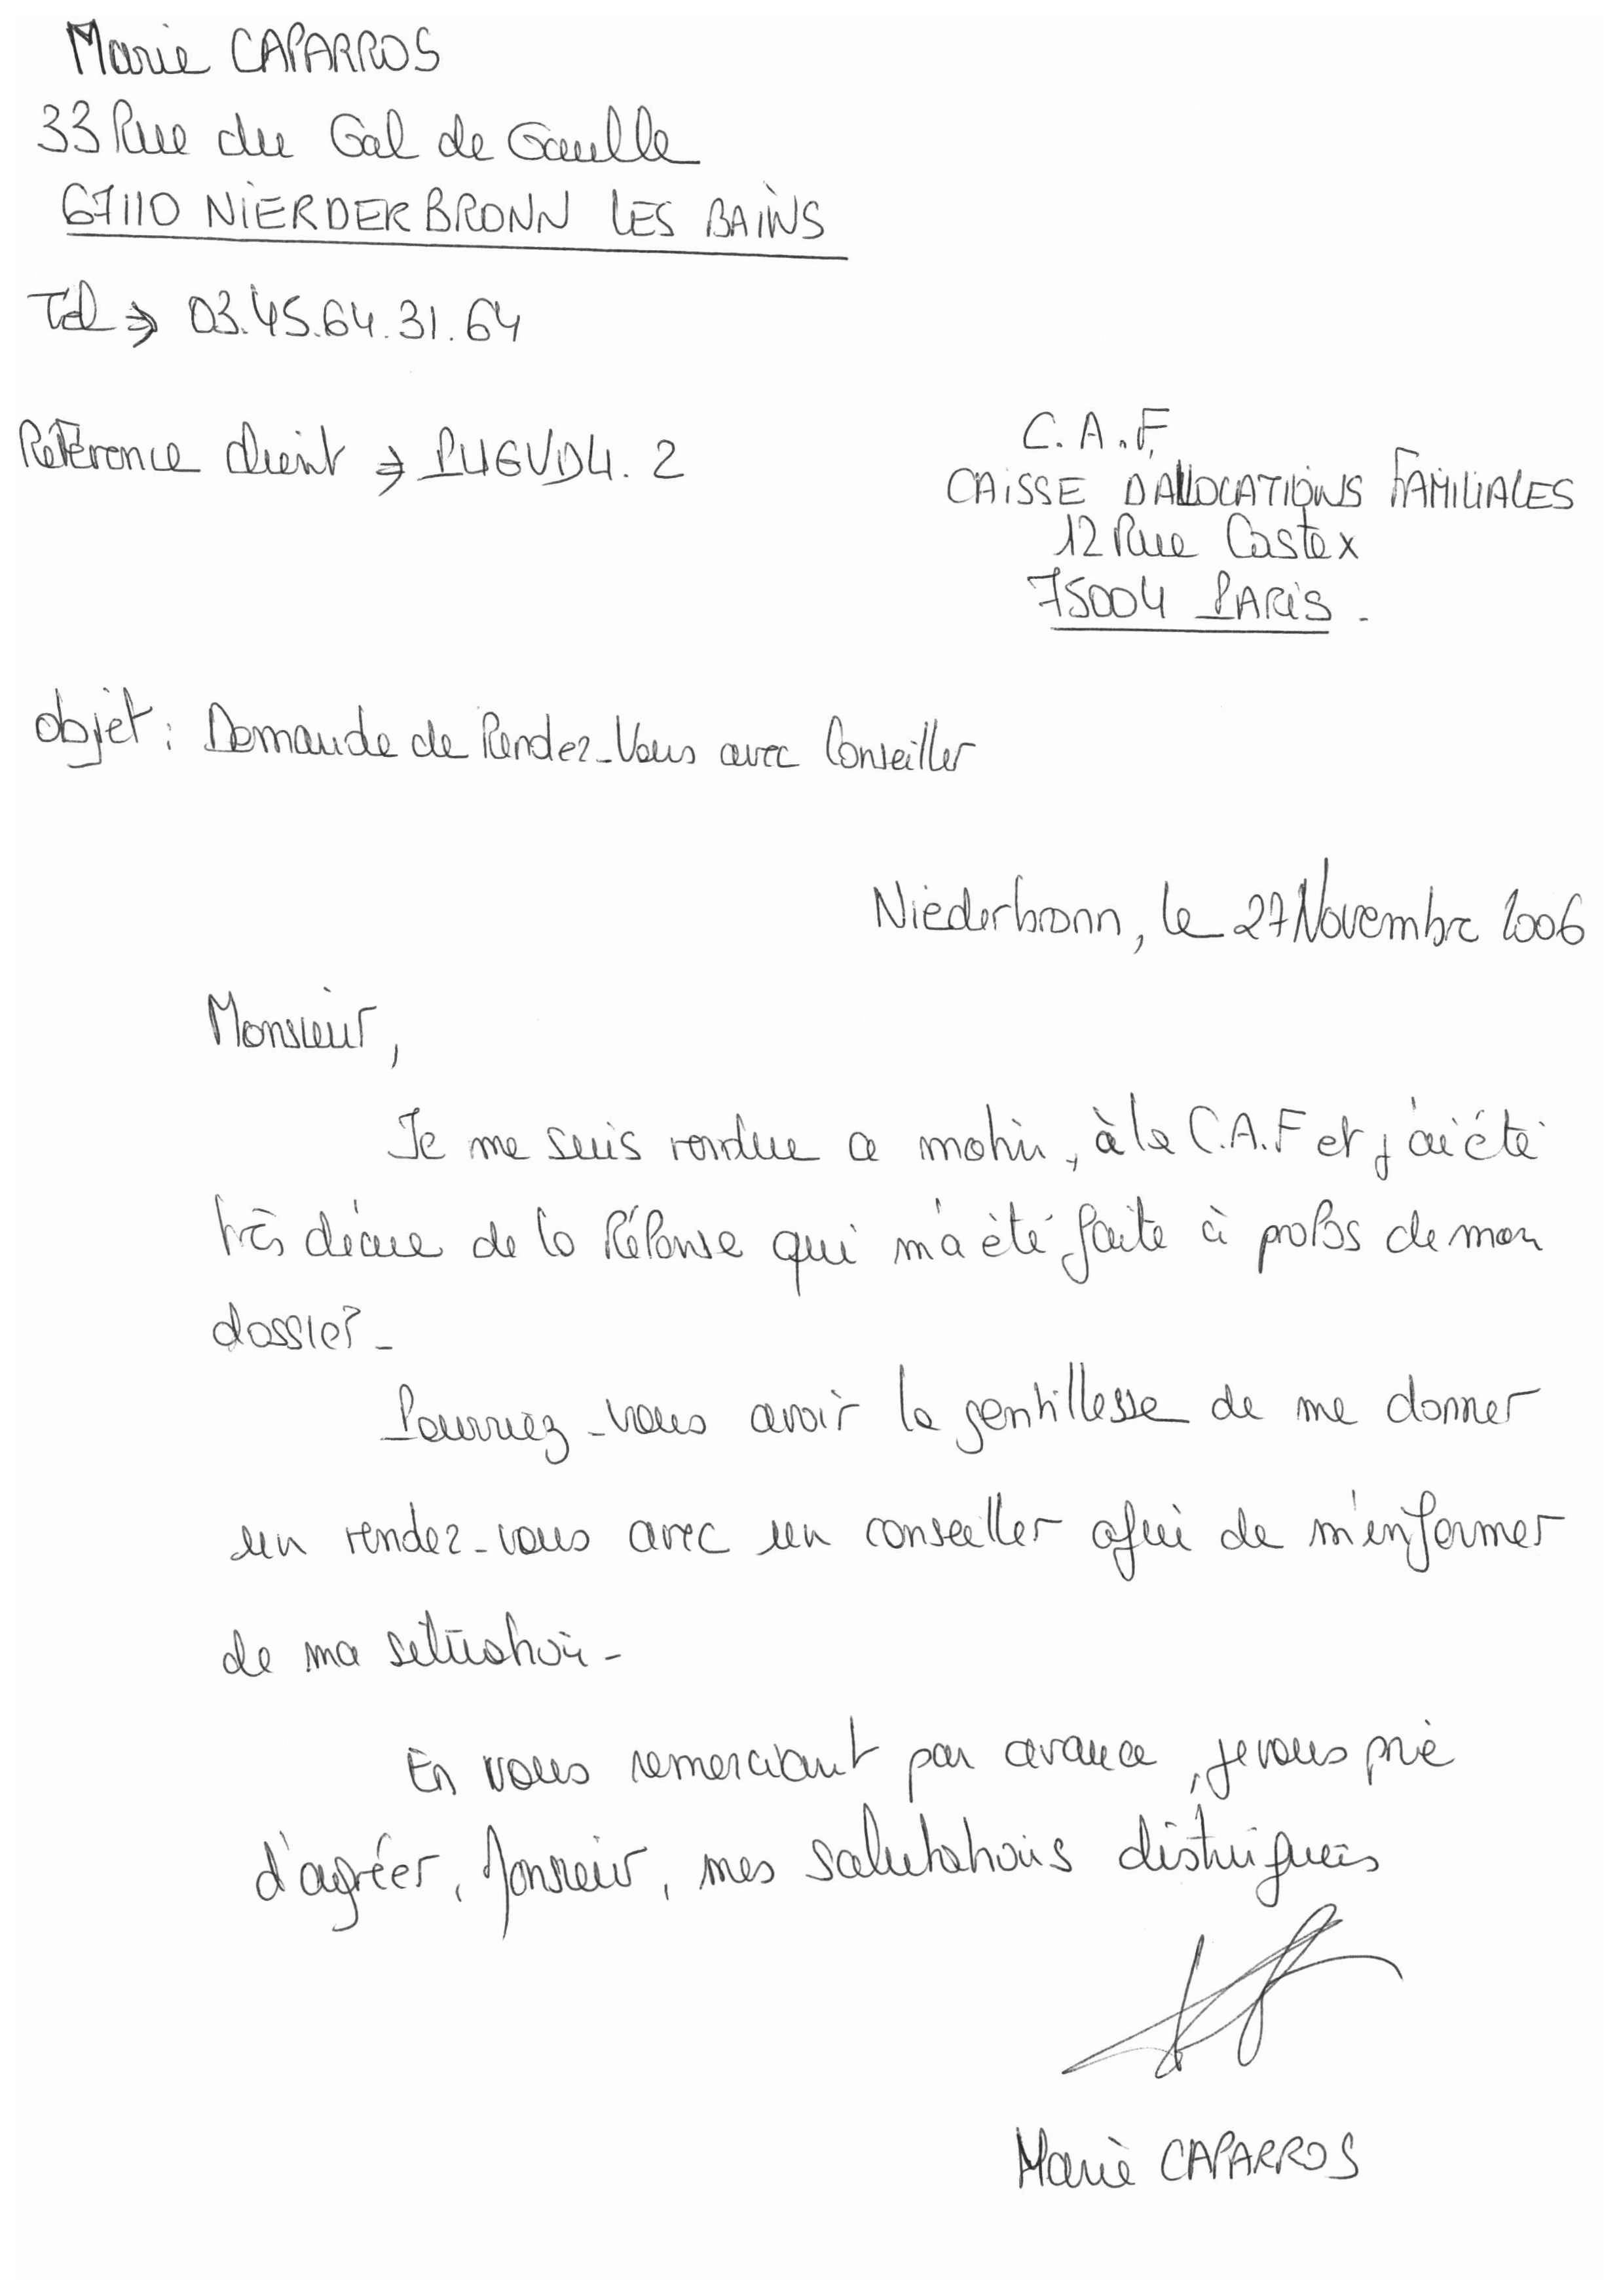 Marie CAPARROS
33 Rue du Gal de Gaulle
67110 NIERDERBRONN LES BAINS
Tél => 03.45.64.31.64
Référence client => PUGVD4.2
C.A.F.
CAISSE D'ALLOCATIONS FAMILIALES
12 Rue Castex
75004 PARIS.
objet : Demande de Rendez-Vous avec Conseiller
Niederbronn, le 27 Novembre 2006
Monsieur,
Je me suis rendue ce matin, à la C.A.F et j'ai été
très déçue de la Réponse qui m'a été faite à propos de mon
dossier-
Pourriez-vous avoir la gentillesse de me donner
un rendez-vous avec un conseiller afin de m'informer
de ma situation-
En vous remerciant par avance, je vous prie
d'agréer, Monsieur, mes salutations distinguées
Marie CAPARROS